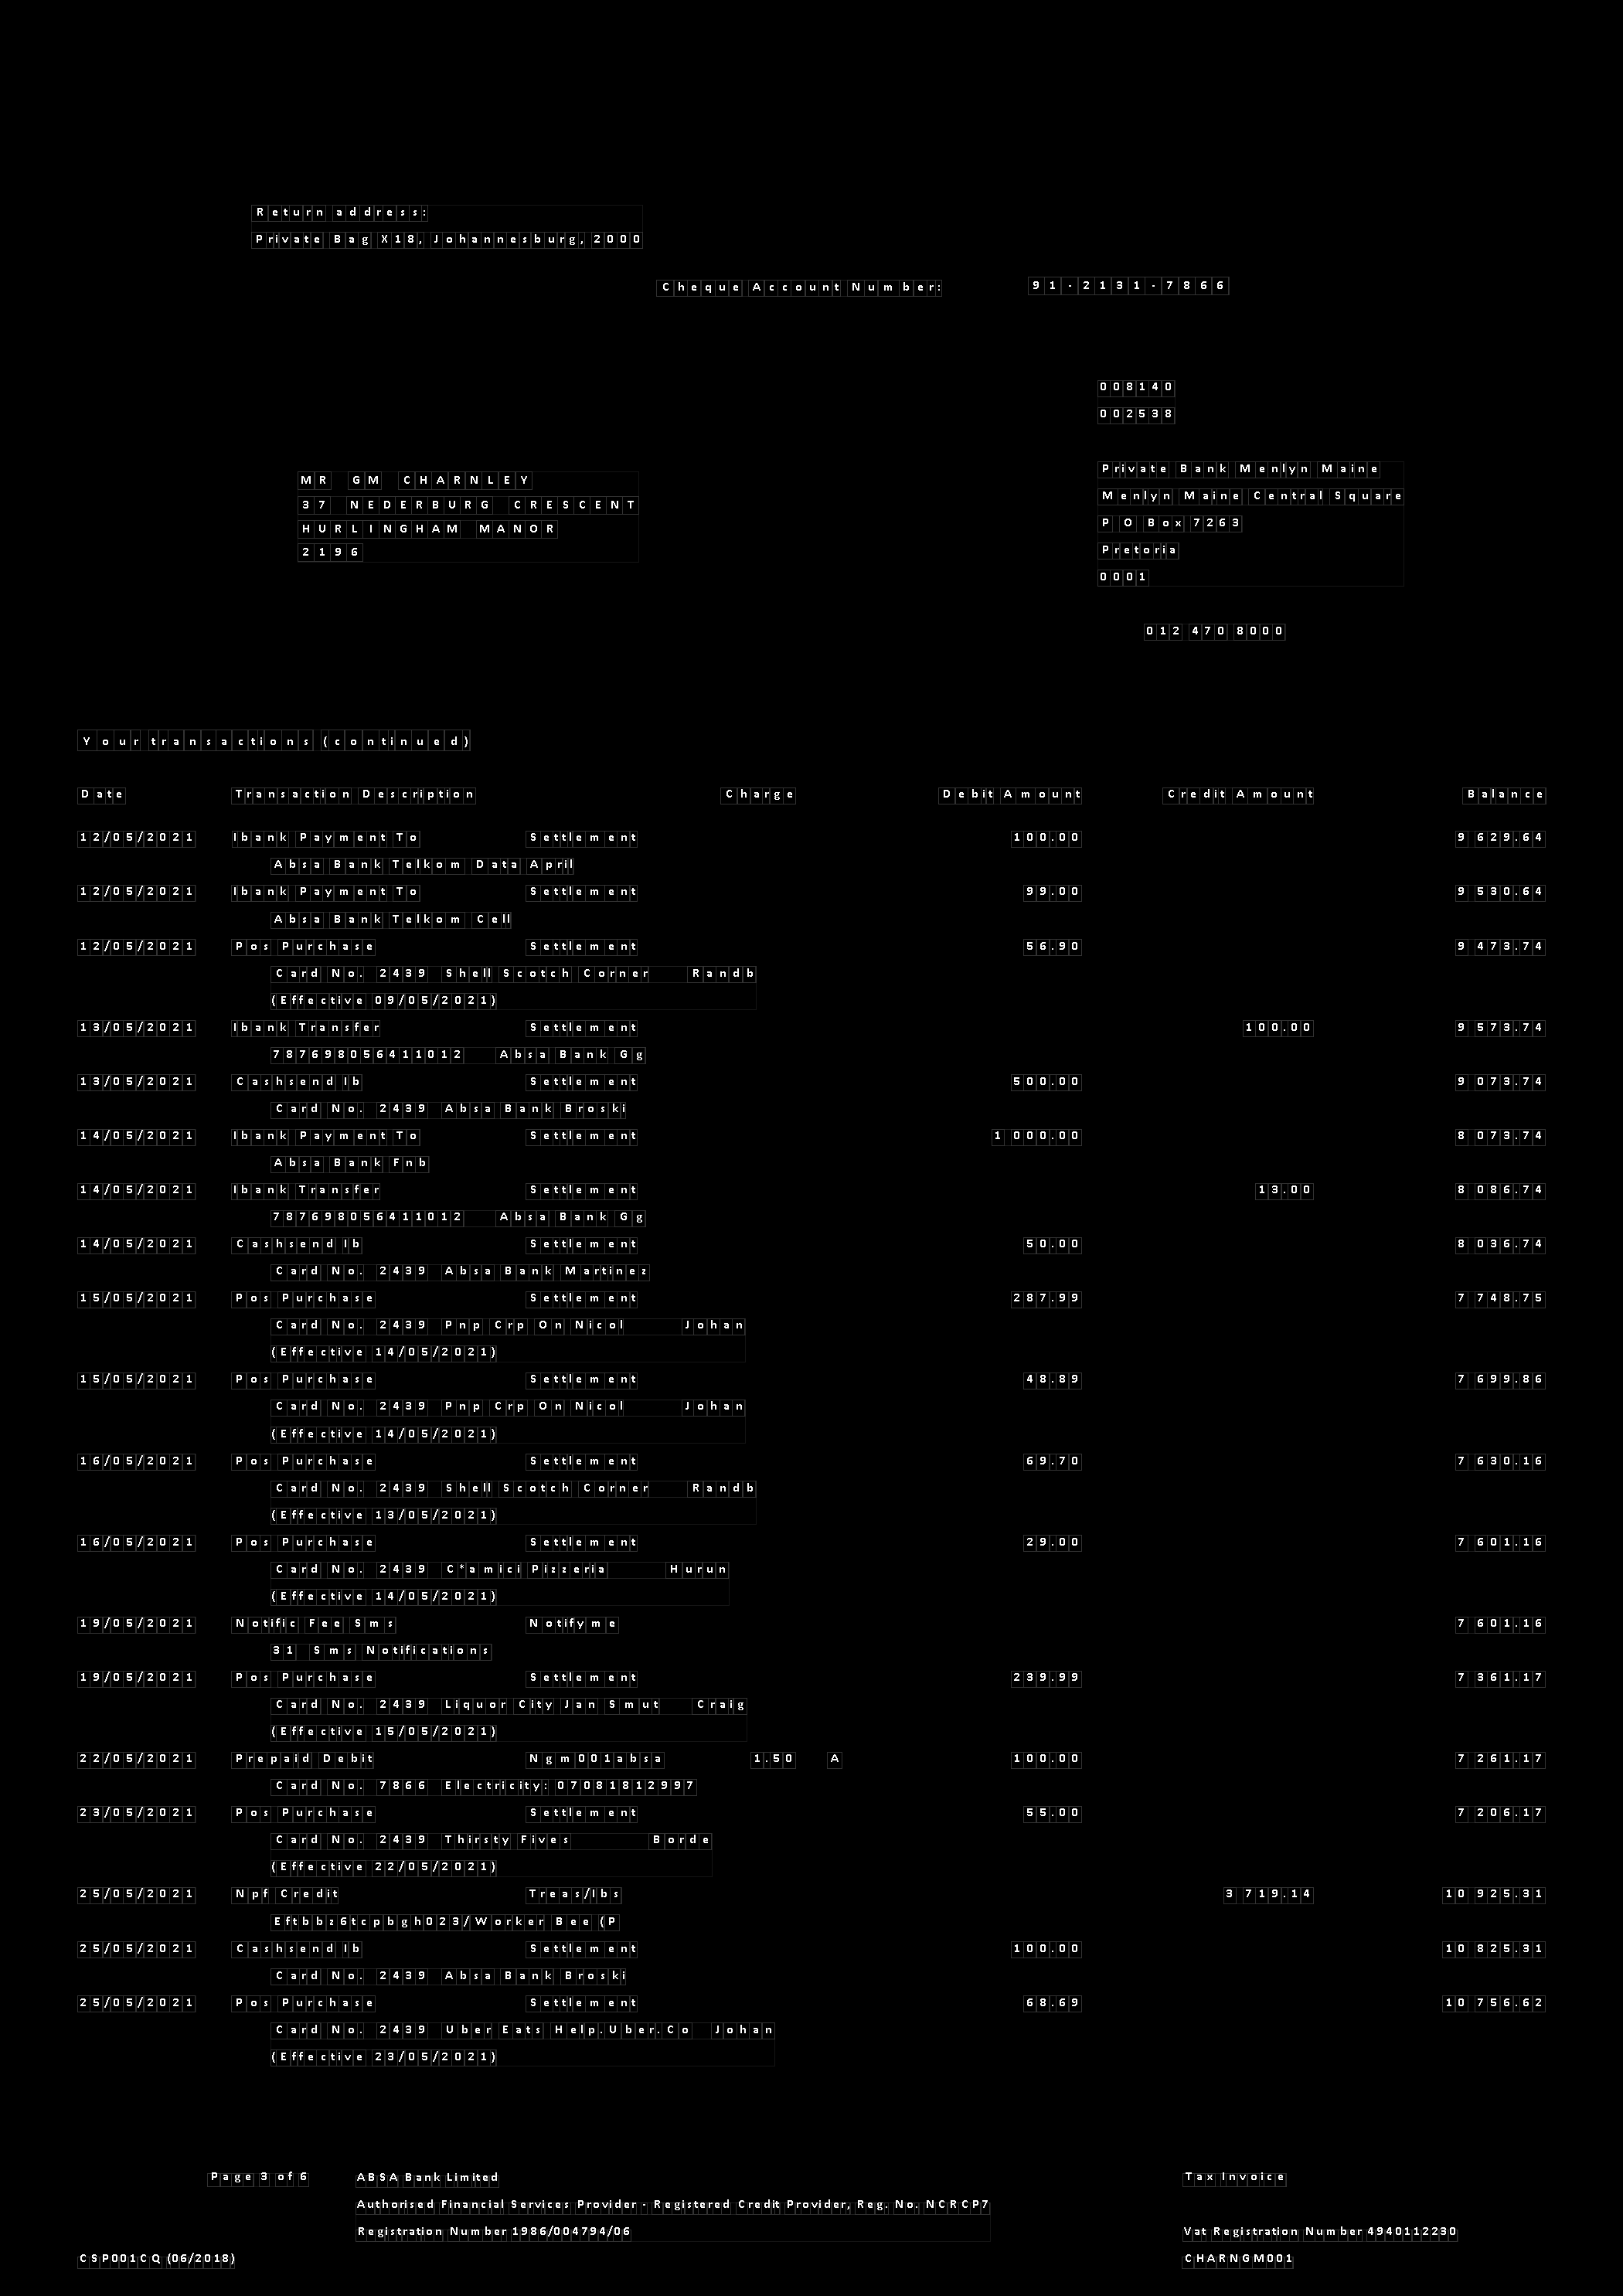 Return address:
Private Bag X18, Johannesburg, 2000
Cheque Account Number: 91-2131-7866
008140
002538
MR GM CHARNLEY
37 NEDERBURG CRESCENT
HURLINGHAM MANOR
2196
Private Bank Menlyn Maine
Menlyn Maine Central Square
P O Box 7263
Pretoria
0001
012 470 8000
Your transactions (continued)
Date Transaction Description Charge Debit Amount Credit Amount Balance
12/05/2021 Ibank Payment To Settlement 100.00 9 629.64
Absa Bank Telkom Data April
12/05/2021 Ibank Payment To Settlement 99.00 9 530.64
Absa Bank Telkom Cell
12/05/2021 Pos Purchase Settlement 56.90 9 473.74
Card No. 2439 Shell Scotch Corner Randb
(Effective 09/05/2021)
13/05/2021 Ibank Transfer Settlement 100.00 9 573.74
787698056411012 Absa Bank Gg
13/05/2021 Cashsend Ib Settlement 500.00 9 073.74
Card No. 2439 Absa Bank Broski
14/05/2021 Ibank Payment To Settlement 1 000.00 8 073.74
Absa Bank Fnb
14/05/2021 Ibank Transfer Settlement 13.00 8 086.74
787698056411012 Absa Bank Gg
14/05/2021 Cashsend Ib Settlement 50.00 8 036.74
Card No. 2439 Absa Bank Martinez
15/05/2021 Pos Purchase Settlement 287.99 7 748.75
Card No. 2439 Pnp Crp On Nicol Johan
(Effective 14/05/2021)
15/05/2021 Pos Purchase Settlement 48.89 7 699.86
Card No. 2439 Pnp Crp On Nicol Johan
(Effective 14/05/2021)
16/05/2021 Pos Purchase Settlement 69.70 7 630.16
Card No. 2439 Shell Scotch Corner Randb
(Effective 13/05/2021)
16/05/2021 Pos Purchase Settlement 29.00 7 601.16
Card No. 2439 C*amici Pizzeria Hurun
(Effective 14/05/2021)
19/05/2021 Notific Fee Sms Notifyme 7 601.16
31 Sms Notifications
19/05/2021 Pos Purchase Settlement 239.99 7 361.17
Card No. 2439 Liquor City Jan Smut Craig
(Effective 15/05/2021)
22/05/2021 Prepaid Debit Ngm001absa 1.50 A 100.00 7 261.17
Card No. 7866 Electricity: 07081812997
23/05/2021 Pos Purchase Settlement 55.00 7 206.17
Card No. 2439 Thirsty Fives Borde
(Effective 22/05/2021)
25/05/2021 Npf Credit Treas/Ibs 3 719.14 10 925.31
Eftbbz6tcpbgh023/Worker Bee (P
25/05/2021 Cashsend Ib Settlement 100.00 10 825.31
Card No. 2439 Absa Bank Broski
25/05/2021 Pos Purchase Settlement 68.69 10 756.62
Card No. 2439 Uber Eats Help.Uber.Co Johan
(Effective 23/05/2021)
Page 3 of 6 ABSA Bank Limited Tax Invoice
Authorised Financial Services Provider - Registered Credit Provider, Reg. No. NCRCP7
Registration Number 1986/004794/06 Vat Registration Number 4940112230
CSP001CQ (06/2018) CHARNGM001